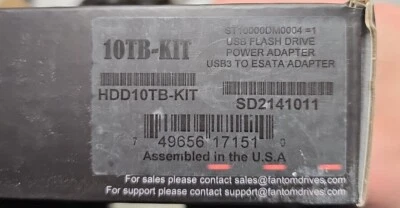 10TB-KIT
ST10000DM0004 =1
USB FLASH DRIVE
POWER ADAPTER
USB3 TO ESATA ADAPTER
HDD10TB-KIT
SD2141011
7 49656 17151 0
Assembled in the U.S.A
For sales please contact sales@fantomdrives.com
For support please contact support@fantomdrives.com